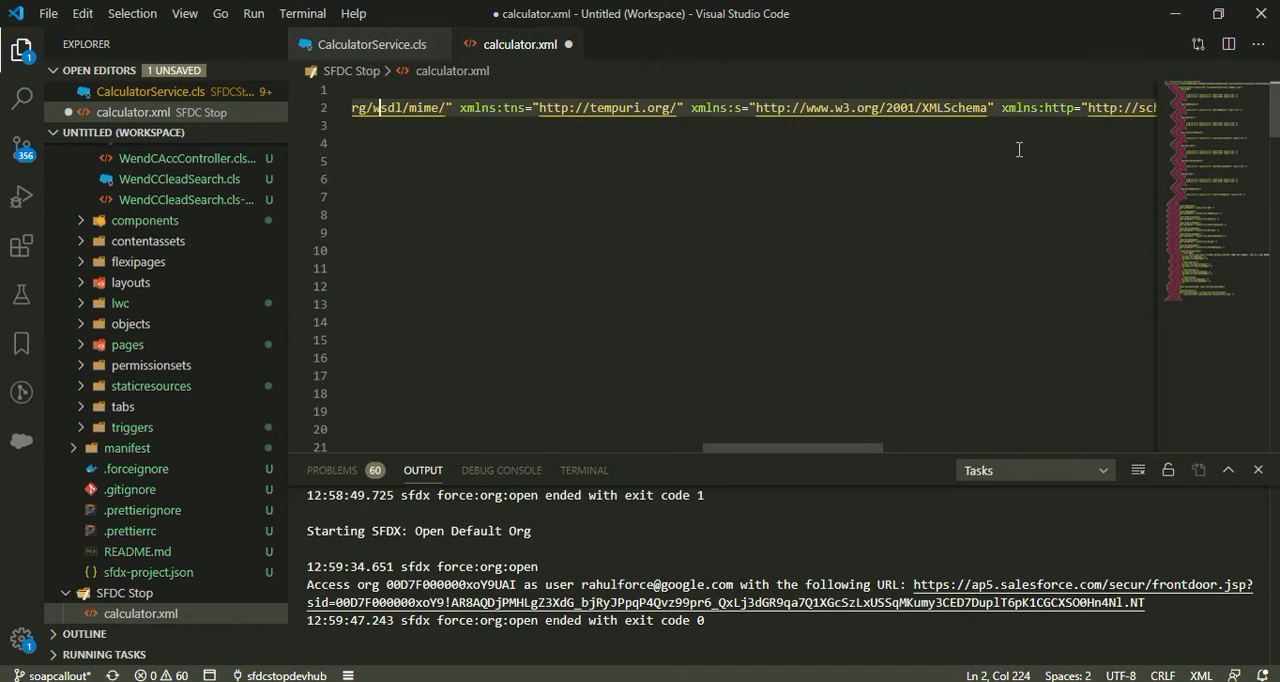 File Edit Selection View Go Run Terminal Help
● calculator.xml - Untitled (Workspace) - Visual Studio Code
EXPLORER
OPEN EDITORS 1 UNSAVED
CalculatorService.cls SFDCSt... 9+
calculator.xml SFDC Stop
UNTITLED (WORKSPACE)
WendCAccController.cls... U
WendCCleadSearch.cls U
WendCCleadSearch.cls-... U
components
contentassets
flexipages
layouts
lwc
objects
pages
permissionsets
staticresources
tabs
triggers
manifest
.forceignore U
.gitignore U
.prettierignore U
.prettierrc U
README.md U
{} sfdx-project.json U
SFDC Stop
calculator.xml
OUTLINE
RUNNING TASKS
1
356
1
CalculatorService.cls
calculator.xml ●
SFDC Stop > calculator.xml
1
2 rg/wsdl/mime/" xmlns:tns="http://tempuri.org/" xmlns:s="http://www.w3.org/2001/XMLSchema" xmlns:http="http://sch
3
4
5
6
7
8
9
10
11
12
13
14
15
16
17
18
19
20
21
PROBLEMS 60 OUTPUT DEBUG CONSOLE TERMINAL Tasks
12:58:49.725 sfdx force:org:open ended with exit code 1
Starting SFDX: Open Default Org
12:59:34.651 sfdx force:org:open
Access org 00D7F000000xoY9UAI as user rahulforce@google.com with the following URL: https://ap5.salesforce.com/secur/frontdoor.jsp?
sid=00D7F000000xoY9!AR8AQDjPMHLgZ3XdG_bjRyJPpqP4Qvz99pr6_QxLj3dGR9qa7Q1XGcSzLxUSSqMKumy3CED7DuplT6pK1CGCXSO0Hn4Nl.NT
12:59:47.243 sfdx force:org:open ended with exit code 0
soapcallout* 0 60 sfdcstopdevhub Ln 2, Col 224 Spaces: 2 UTF-8 CRLF XML